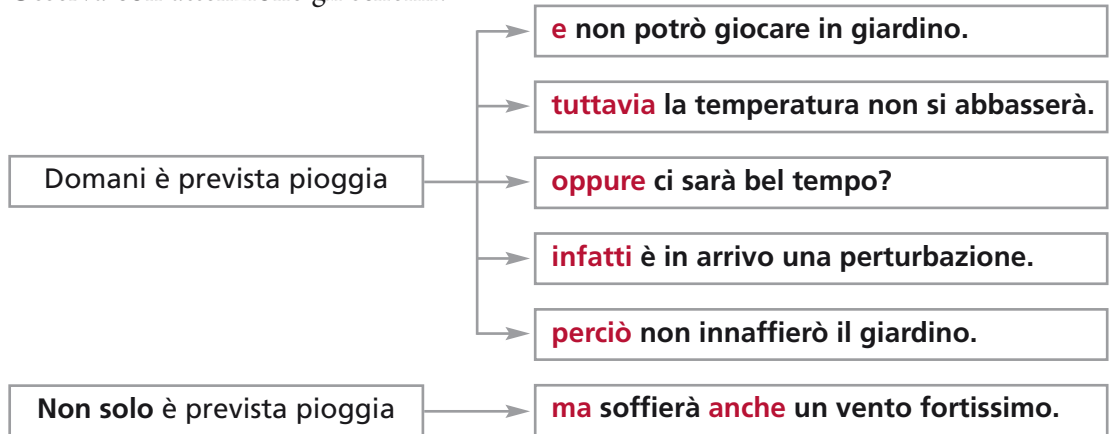 e non potrò giocare in giardino.
tuttavia la temperatura non si abbasserà.
Domani è prevista pioggia
oppure ci sarà bel tempo?
infatti è in arrivo una perturbazione.
perciò non innaffierò il giardino.
Non solo è prevista pioggia
ma soffierà anche un vento fortissimo.